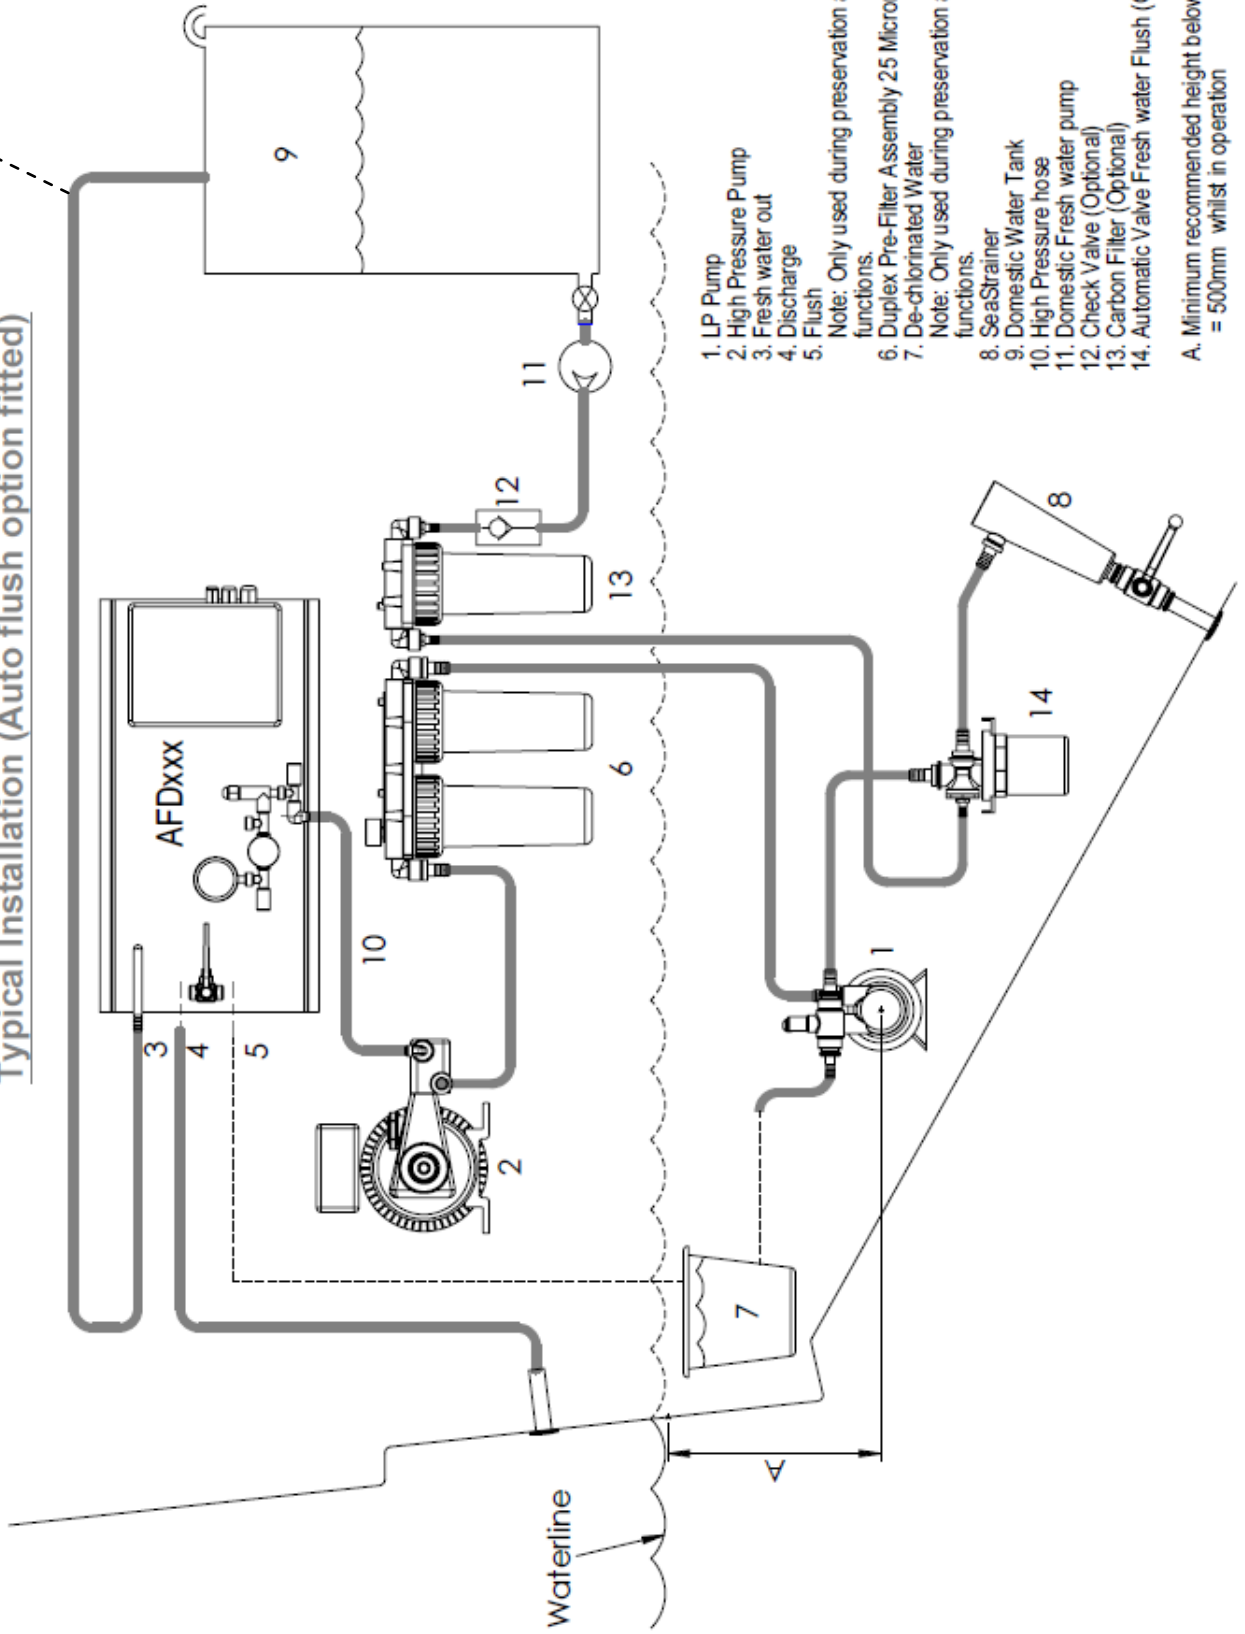 Typical Installation (Auto flush option fitted)
9
11
12
13
6
AFDxxx
10
3
4
5
2
14
8
1
7
A
Waterline
1. LP Pump
2. High Pressure Pump
3. Fresh water out
4. Discharge
5. Flush
Note: Only used during preservation
functions.
6. Duplex Pre-Filter Assembly 25 Micro
7. De-chlorinated Water
Note: Only used during preservation
functions.
8. SeaStrainer
9. Domestic Water Tank
10. High Pressure hose
11. Domestic Fresh water pump
12. Check Valve (Optional)
13. Carbon Filter (Optional)
14. Automatic Valve Fresh water Flush (
A. Minimum recommended height below
= 500mm whilst in operation